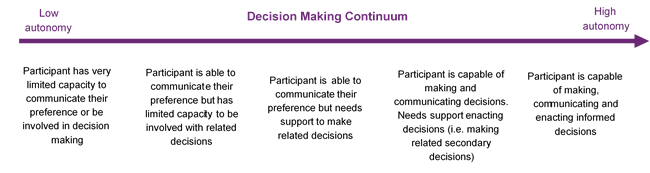 Low
autonomy
Decision Making Continuum
High
autonomy
Participant has very
limited capacity to
communicate their
preference or be
involved in decision
making
Participant is able to
communicate their
preference but has
limited capacity to be
involved with related
decisions
Participant is able to
communicate their
preference but needs
support to make
related decisions
Participant is capable of
making and
communicating decisions.
Needs support enacting
decisions (i.e. making
related secondary
decisions)
Participant is capable
of making,
communicating and
enacting informed
decisions